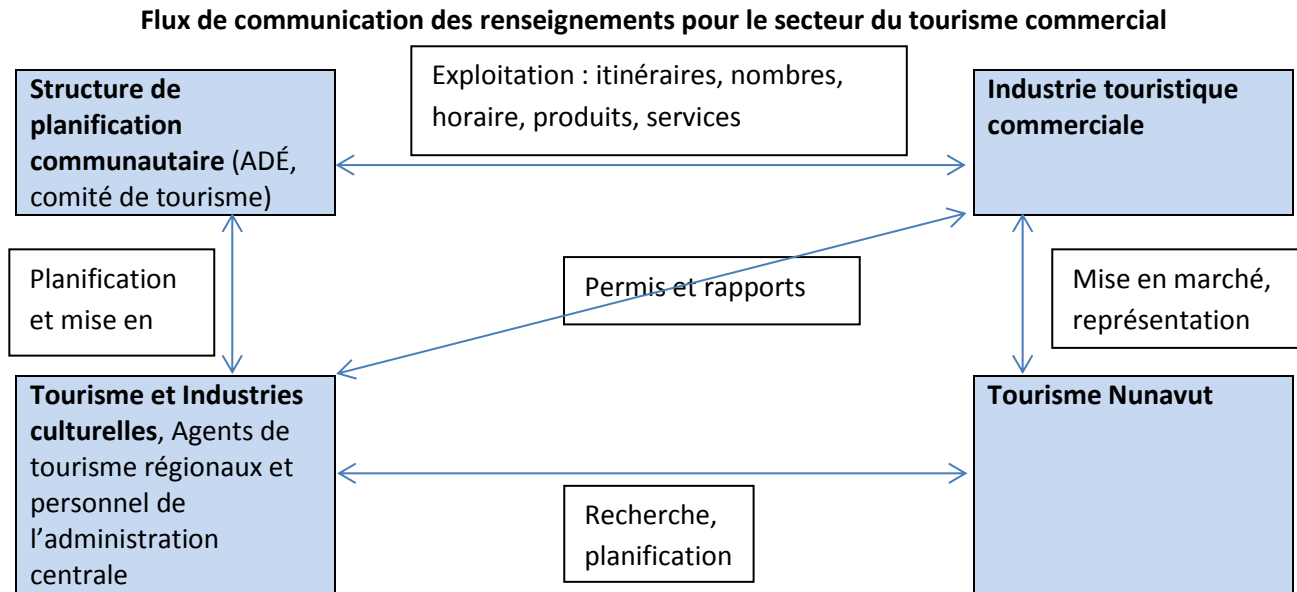 Flux de communication des renseignements pour le secteur du tourisme commercial
Structure de
planification
communautaire (ADÉ,
comité de tourisme)
Exploitation : itinéraires, nombres,
horaire, produits, services
Industrie touristique
commerciale
Planification
et mise en
Permis et rapports
Mise en marché,
représentation
Tourisme et Industries
culturelles, Agents de
tourisme régionaux et
personnel de
l’administration
centrale
Recherche,
planification
Tourisme Nunavut